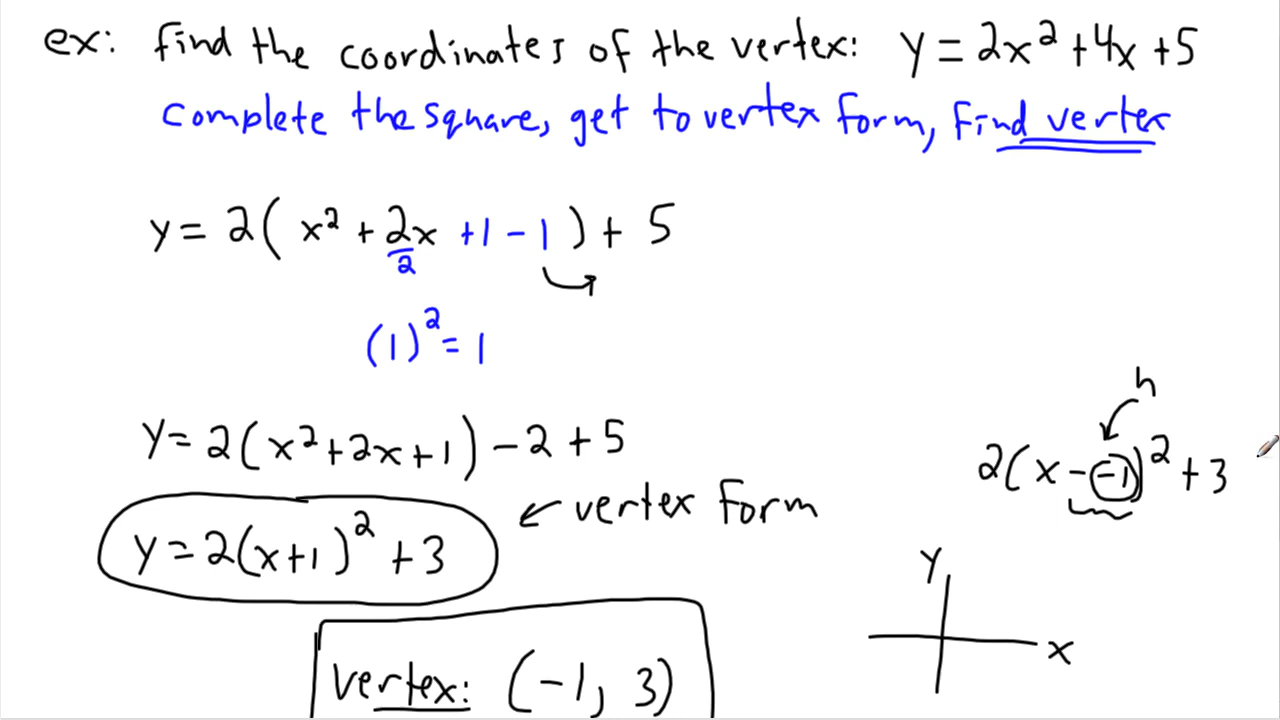 ex: find the coordinates of the vertex: y = 2x² + 4x + 5
Complete the square, get to vertex form, Find vertex
y = 2( x² + 2x/2 + 1 - 1 ) + 5
(1)² = 1
y = 2(x² + 2x + 1) - 2 + 5
y = 2(x+1)² + 3 ← vertex form
h
2(x - -1)² + 3
y
x
vertex: (-1, 3)